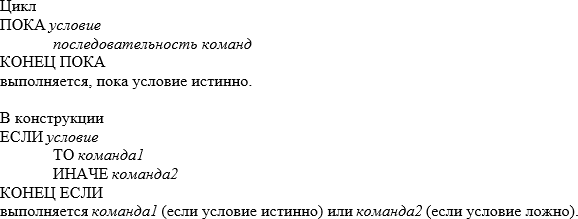 Цикл
ПОКА условие
последовательность команд
КОНЕЦ ПОКА
выполняется, пока условие истинно.
В конструкции
ЕСЛИ условие
ТО команда1
ИНАЧЕ команда2
КОНЕЦ ЕСЛИ
выполняется команда1 (если условие истинно) или команда2 (если условие ложно).